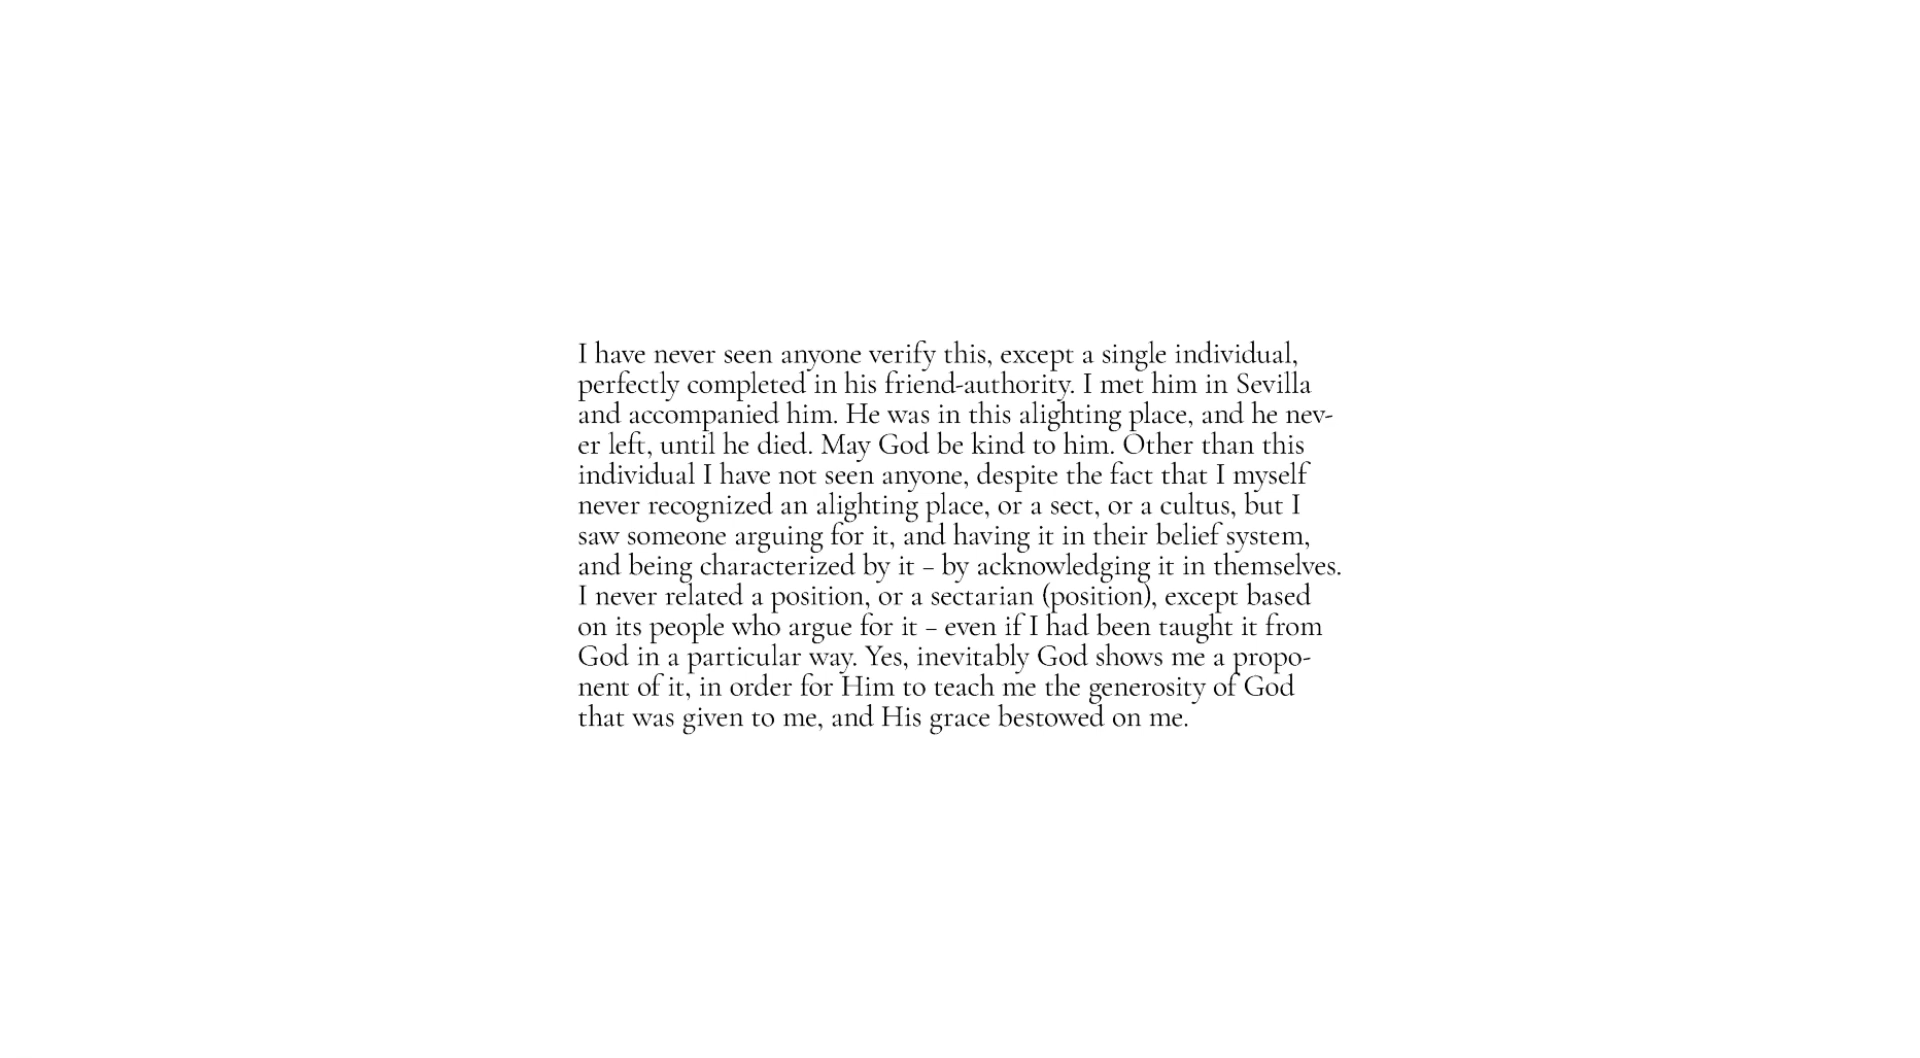 I have never seen anyone verify this, except a single individual,
perfectly completed in his friend-authority. I met him in Sevilla
and accompanied him. He was in this alighting place, and he nev-
er left, until he died. May God be kind to him. Other than this
individual I have not seen anyone, despite the fact that I myself
never recognized an alighting place, or a sect, or a cultus, but I
saw someone arguing for it, and having it in their belief system,
and being characterized by it – by acknowledging it in themselves.
I never related a position, or a sectarian (position), except based
on its people who argue for it – even if I had been taught it from
God in a particular way. Yes, inevitably God shows me a propo-
nent of it, in order for Him to teach me the generosity of God
that was given to me, and His grace bestowed on me.